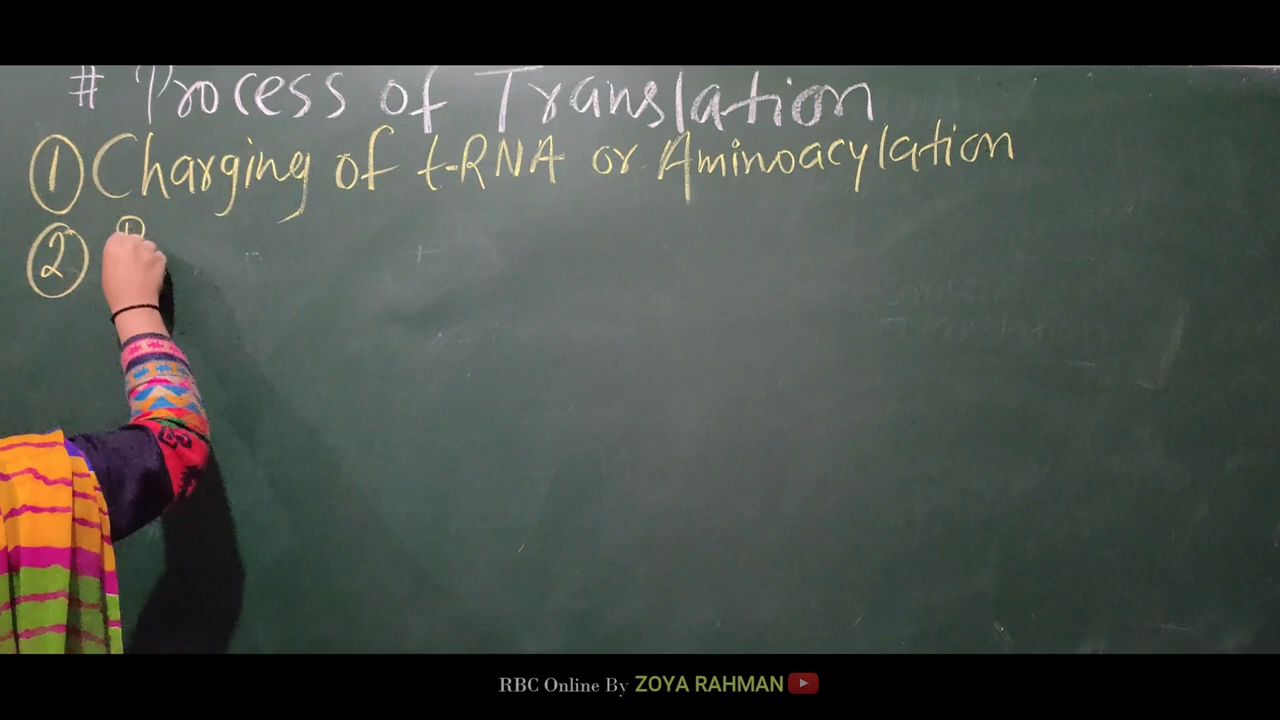 # Process of Translation
① Charging of t-RNA or Aminoacylation
②
RBC Online By ZOYA RAHMAN